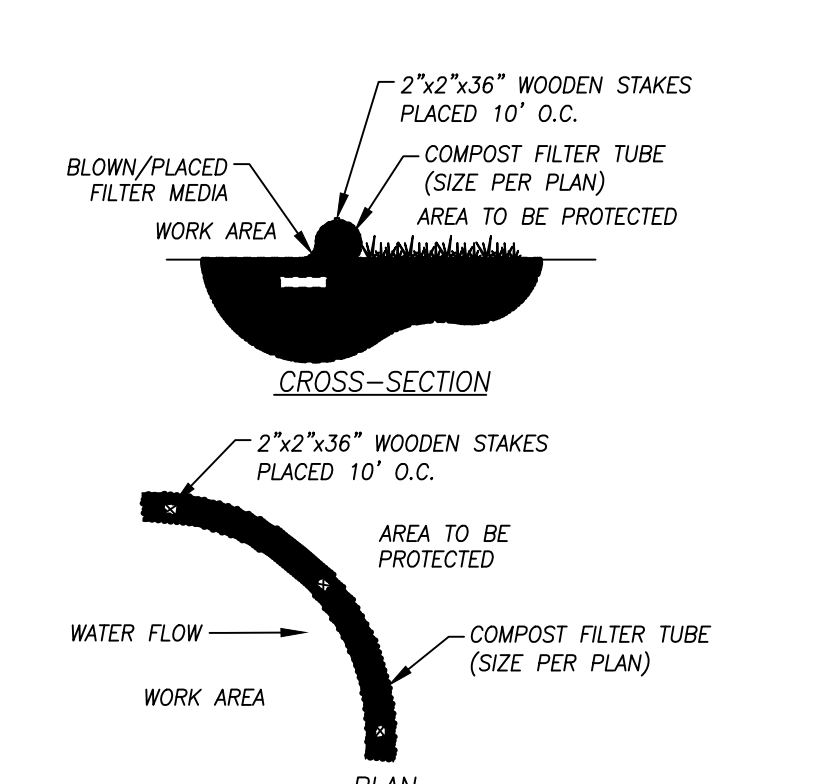 2"x2"x36" WOODEN STAKES
PLACED 10' O.C.
COMPOST FILTER TUBE
(SIZE PER PLAN)
BLOWN/PLACED
FILTER MEDIA
AREA TO BE PROTECTED
WORK AREA
CROSS-SECTION
2"x2"x36" WOODEN STAKES
PLACED 10' O.C.
AREA TO BE
PROTECTED
WATER FLOW
COMPOST FILTER TUBE
(SIZE PER PLAN)
WORK AREA
PLAN